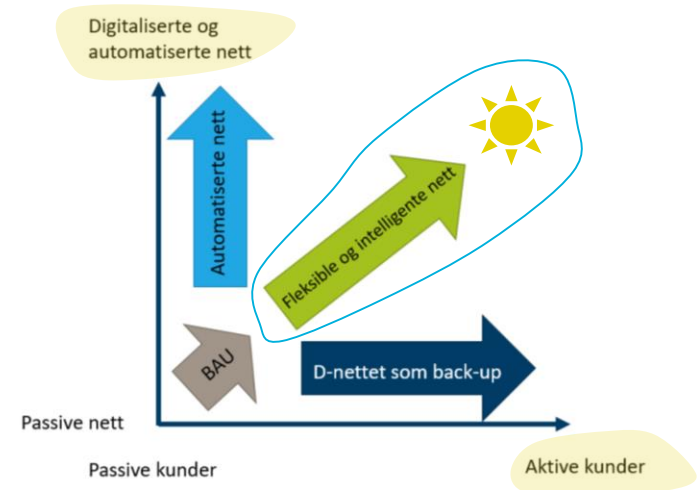 Digitaliserte og
automatiserte nett
Automatiserte nett
Fleksible og intelligente nett
BAU
D-nettet som back-up
Passive nett
Passive kunder
Aktive kunder